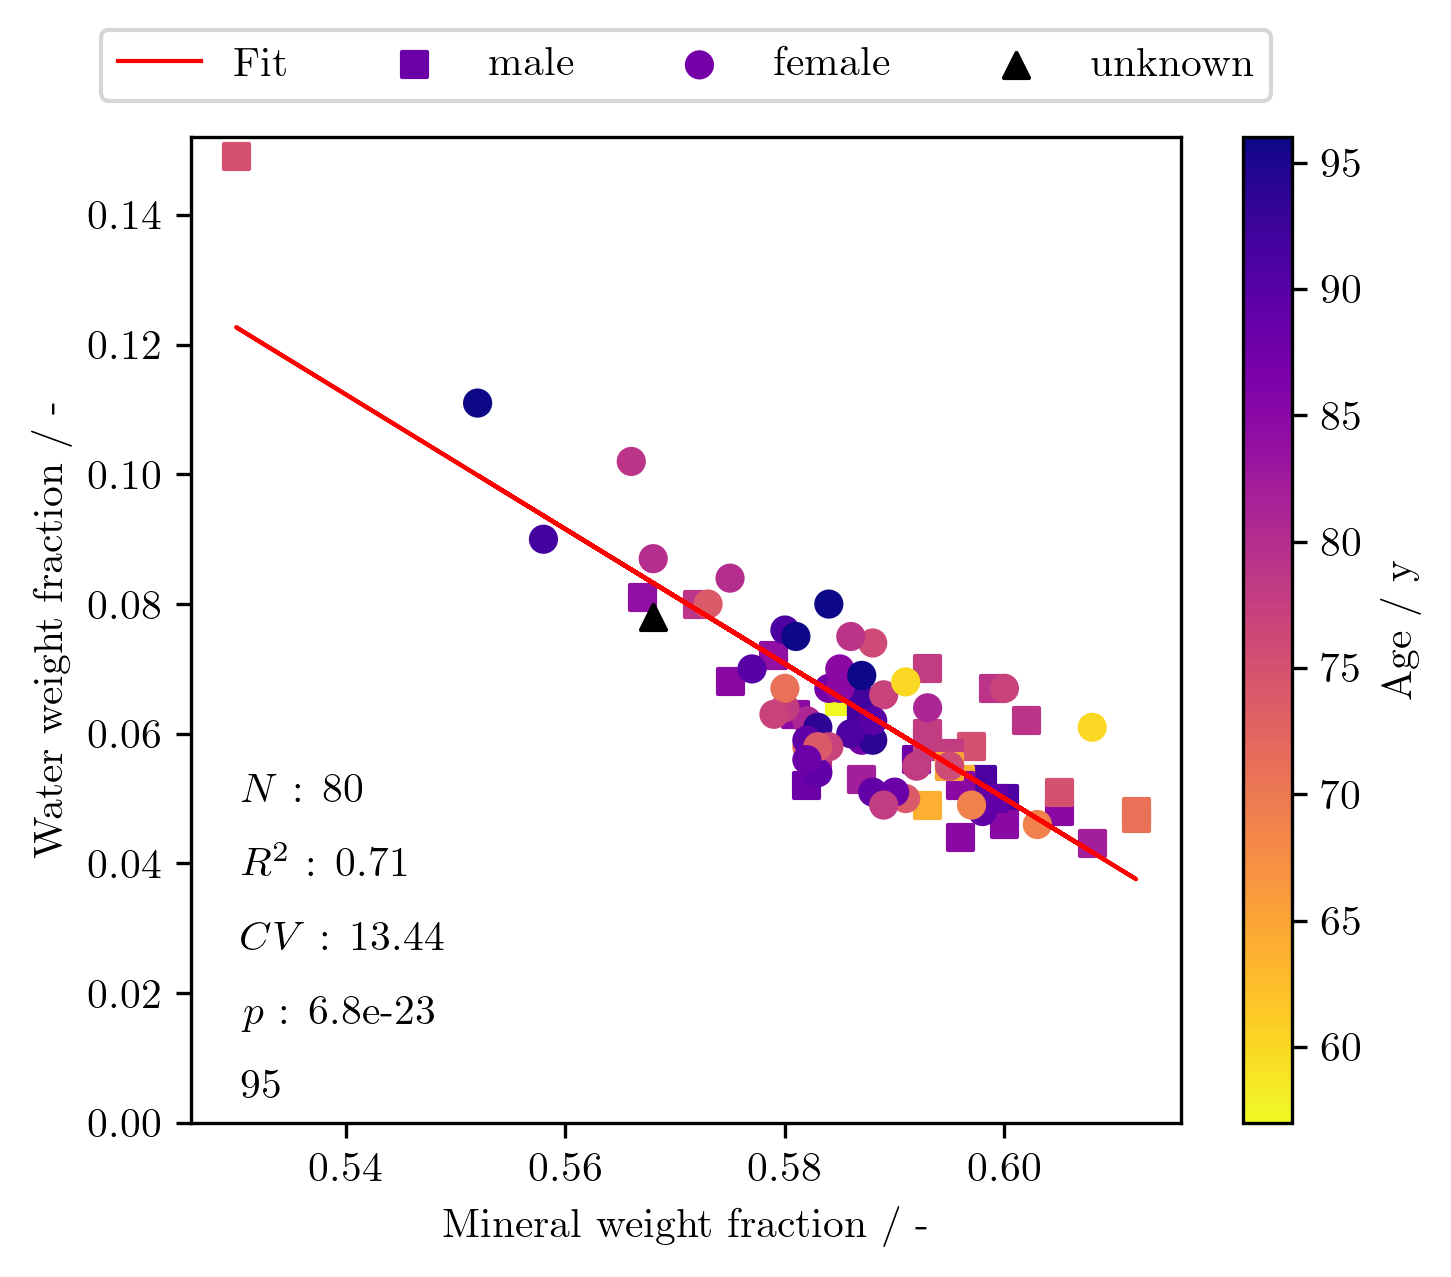 Fit male female unknown
0.14
0.12
0.10
0.08
0.06
0.04
0.02
0.00
Water weight fraction / -
N : 80
R² : 0.71
CV : 13.44
p : 6.8e-23
95
0.54 0.56 0.58 0.60
Mineral weight fraction / -
95
90
85
80
75
70
65
60
Age / y